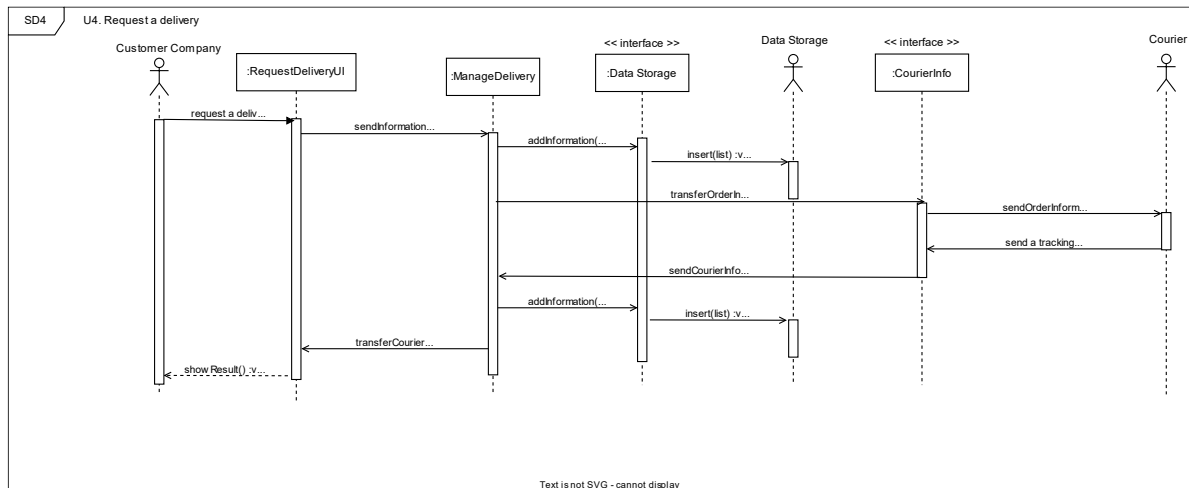 SD4
U4. Request a delivery
Customer Company
:RequestDeliveryUI
:ManageDelivery
<< interface >>
:Data Storage
Data Storage
<< interface >>
:CourierInfo
Courier
request a deliv...
sendInformation...
addInformation(...
insert(list) :v...
transferOrderIn...
sendOrderInform...
send a tracking...
sendCourierInfo...
addInformation(...
insert(list) :v...
transferCourier...
showResult() :v...
Text is not SVG - cannot display